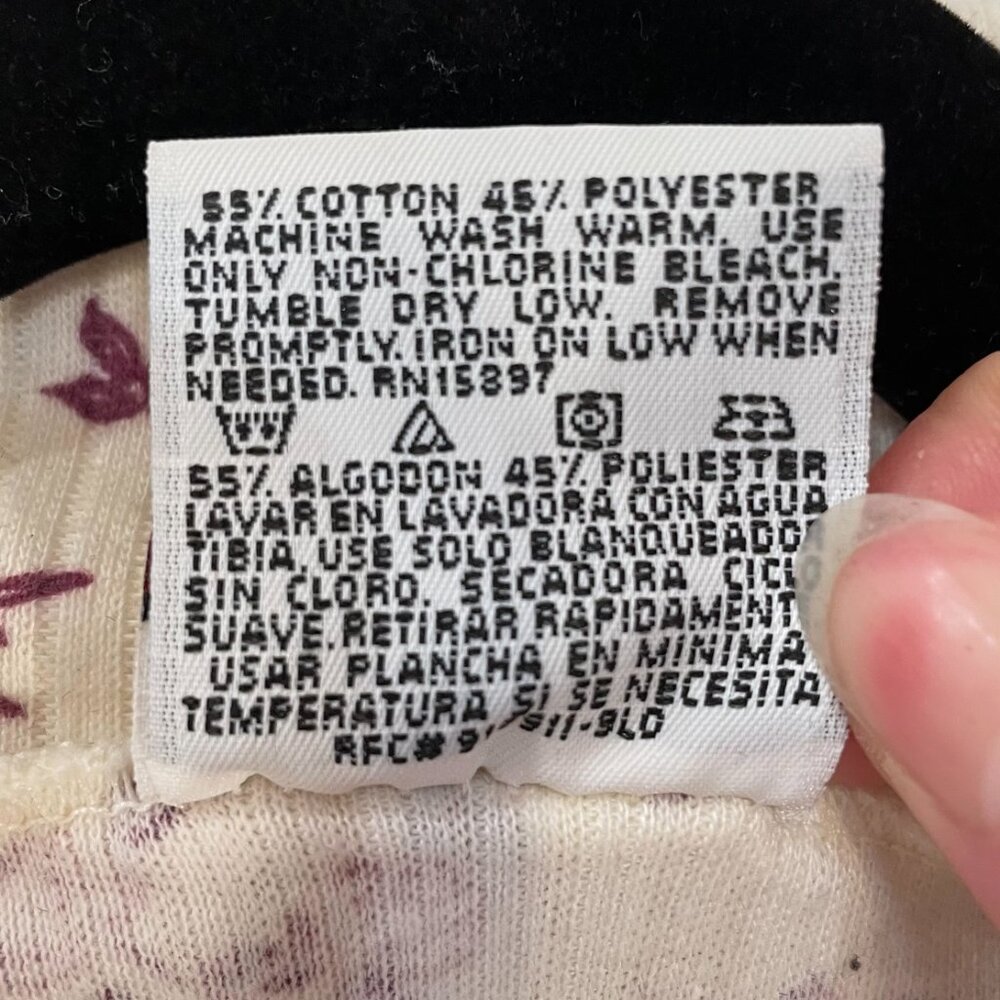 55% COTTON 45% POLYESTER
MACHINE WASH WARM. USE
ONLY NON-CHLORINE BLEACH.
TUMBLE DRY LOW. REMOVE
PROMPTLY. IRON ON LOW WHEN
NEEDED. RN15897
55% ALGODON 45% POLIESTER
LAVAR EN LAVADORA CON AGUA
TIBIA. USE SOLO
SIN CLORO. SECADORA
SUAVE. RETIRAR
USAR PLANCHA EN MINIMA
TEMPERATURA SI SE NECESITA
RFC#